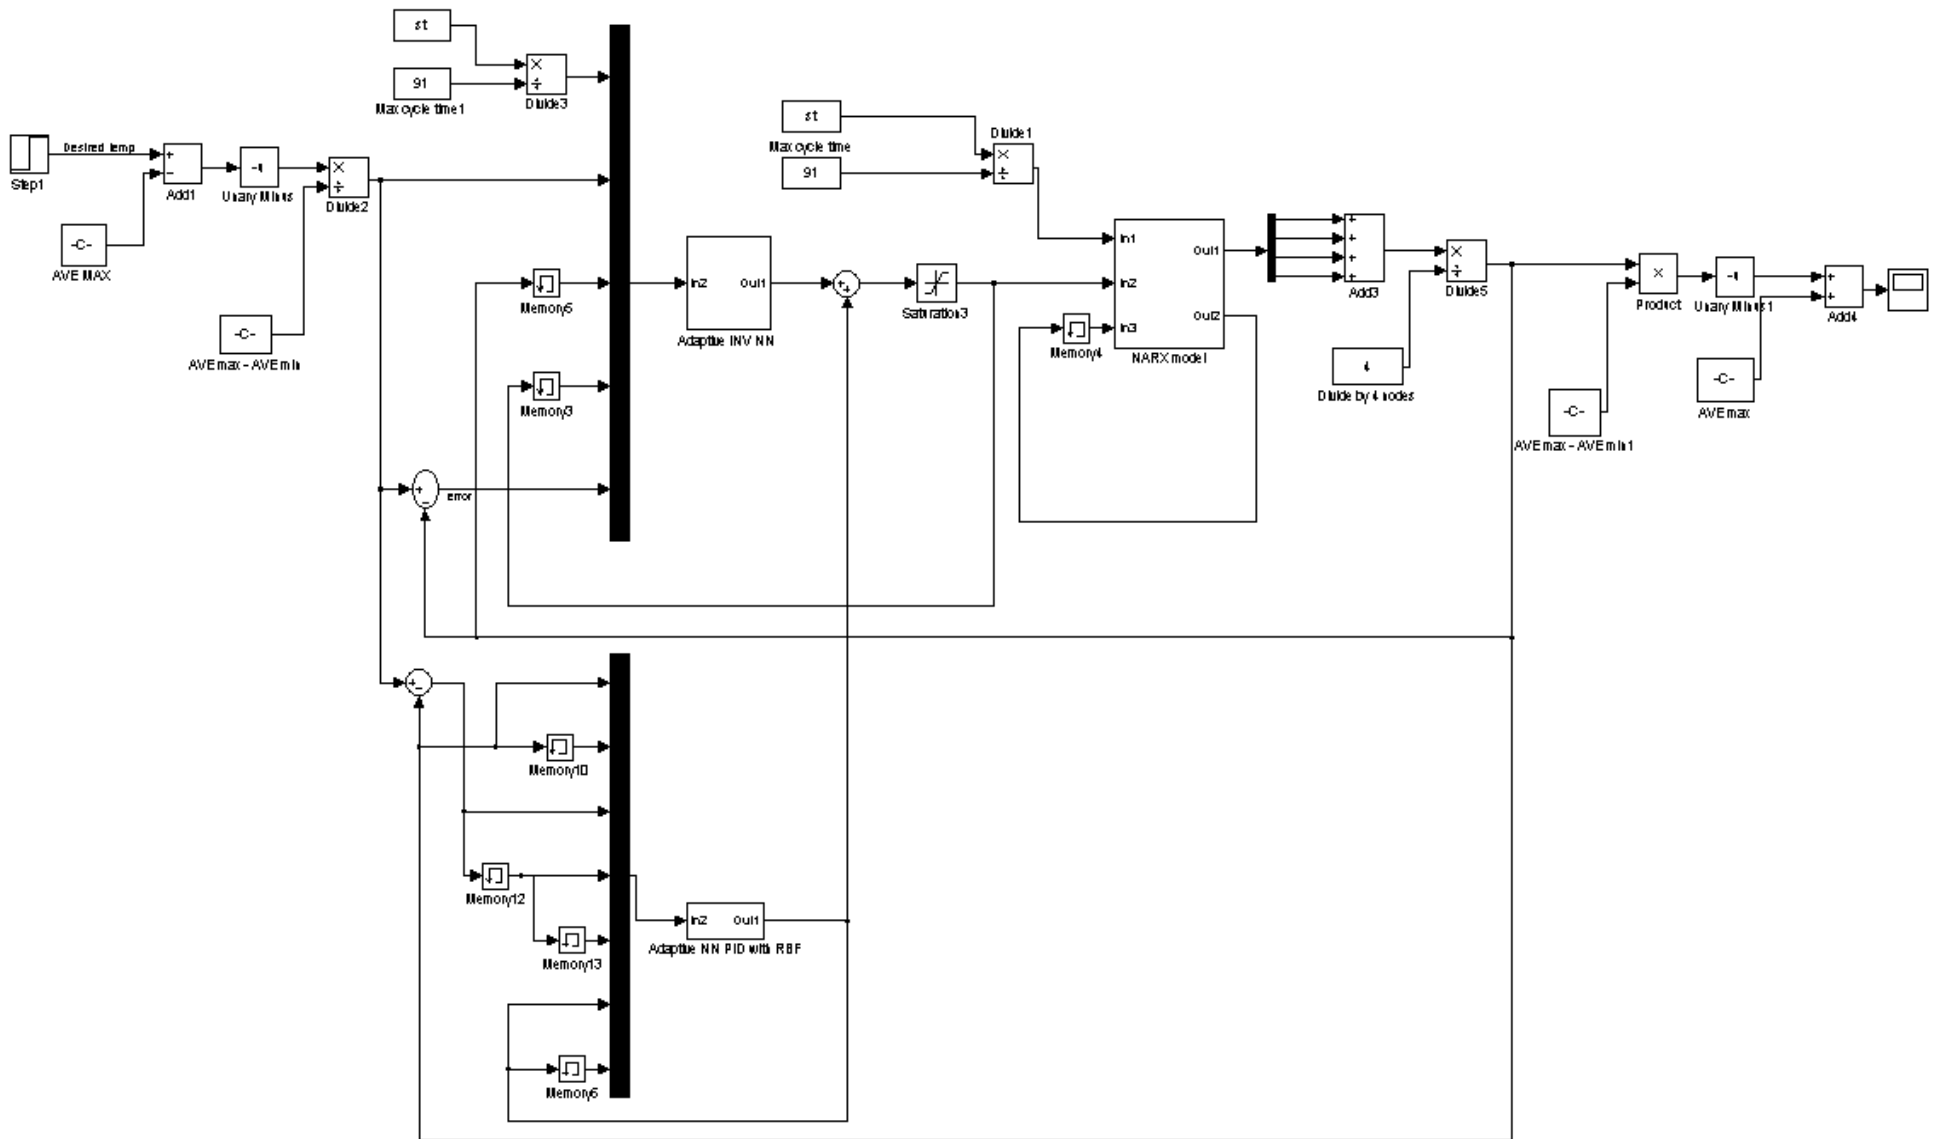 st
91
Max cycle time1
×
÷
Divide3
Desired temp
Step1
+
−
Add1
-1
Unary Minus
×
÷
Divide2
-C-
AVE MAX
-C-
AVEmax - AVEmin
Memory5
Memory3
+
−
error
In2
Out1
Adaptive INV NN
+
+
Saturation3
st
Max cycle time
91
Divide1
×
÷
In1
In2
In3
Out1
Out2
NARX model
Memory4
+
+
+
+
Add3
×
÷
Divide5
4
Divide by 4 nodes
×
Product
-1
Unary Minus1
+
+
Add4
-C-
AVEmax
-C-
AVEmax - AVEmin1
+
−
Memory10
Memory12
Memory13
Memory6
In2
Out1
Adaptive NN PID with RBF